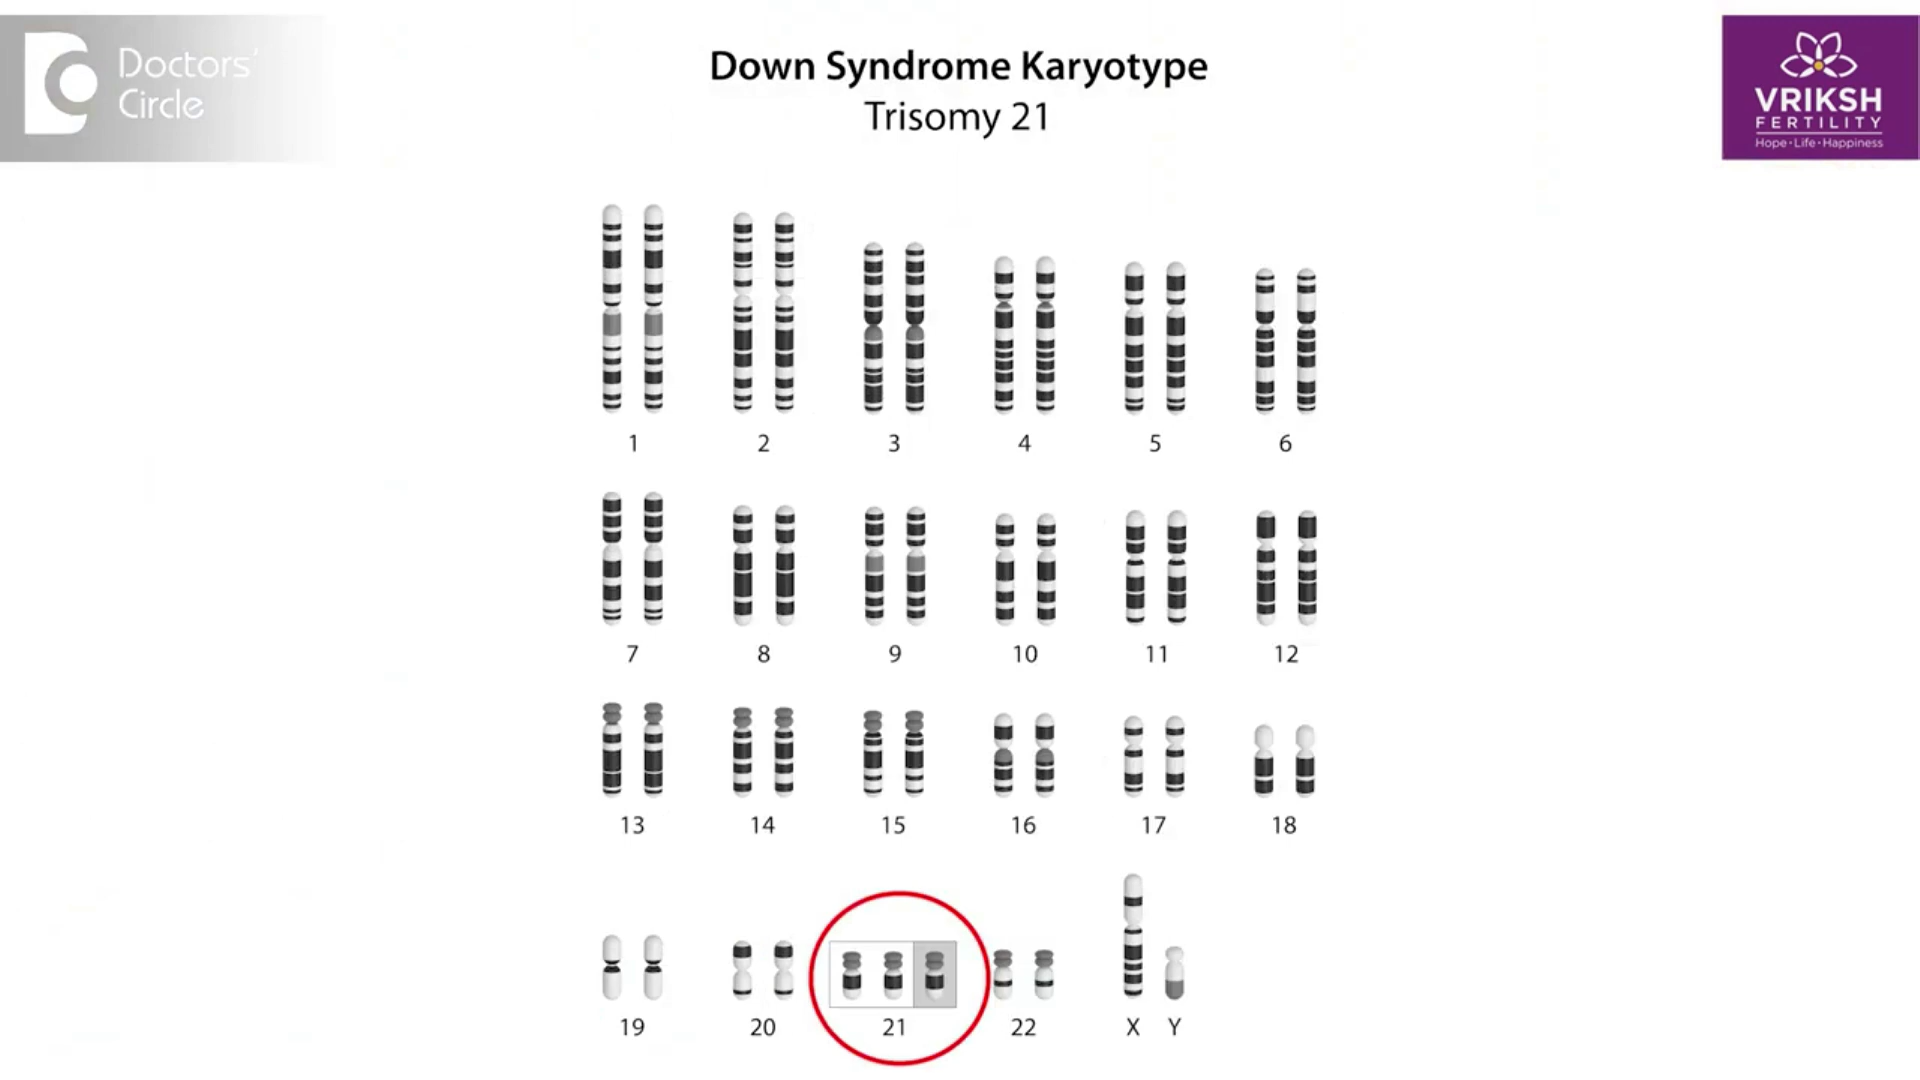 Doctors'
Circle
Down Syndrome Karyotype
Trisomy 21
VRIKSH
FERTILITY
Hope·Life·Happiness
1 2 3 4 5 6
7 8 9 10 11 12
13 14 15 16 17 18
19 20 21 22 X Y